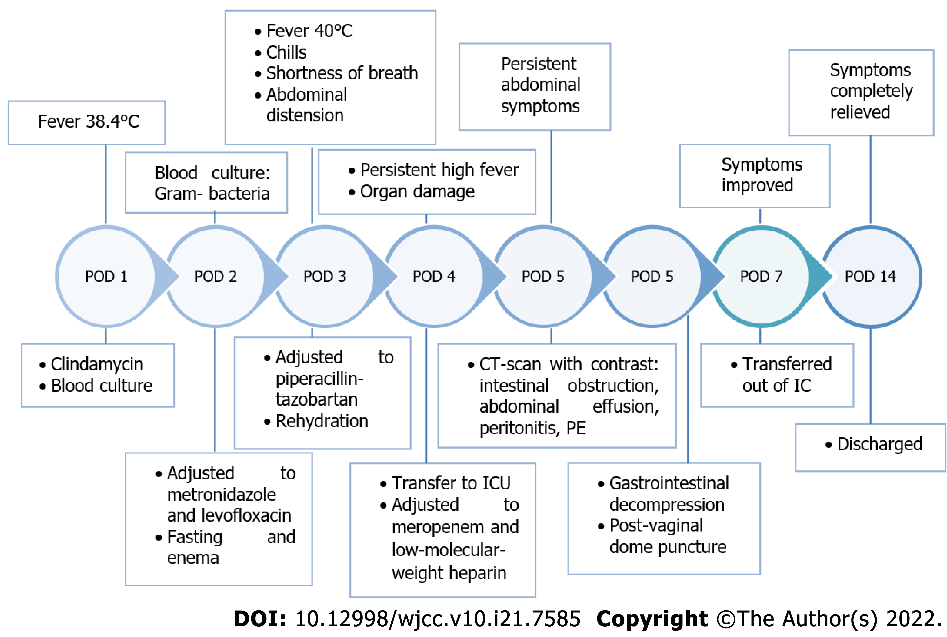 Fever 38.4°C
Blood culture:
Gram- bacteria
• Fever 40°C
• Chills
• Shortness of breath
• Abdominal
distension
• Persistent high fever
• Organ damage
Persistent
abdominal
symptoms
Symptoms
improved
Symptoms
completely
relieved
POD 1
POD 2
POD 3
POD 4
POD 5
POD 5
POD 7
POD 14
• Clindamycin
• Blood culture
• Adjusted to
metronidazole
and levofloxacin
• Fasting and
enema
• Adjusted to
piperacillin-
tazobartan
• Rehydration
• Transfer to ICU
• Adjusted to
meropenem and
low-molecular-
weight heparin
• CT-scan with contrast:
intestinal obstruction,
abdominal effusion,
peritonitis, PE
• Gastrointestinal
decompression
• Post-vaginal
dome puncture
• Transferred
out of IC
• Discharged
DOI: 10.12998/wjcc.v10.i21.7585 Copyright ©The Author(s) 2022.